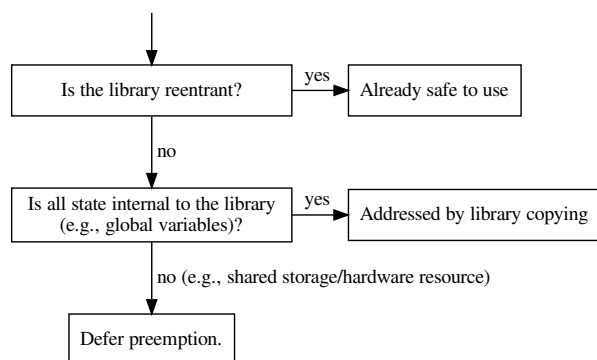 Is the library reentrant?
yes
Already safe to use
no
Is all state internal to the library
(e.g., global variables)?
yes
Addressed by library copying
no (e.g., shared storage/hardware resource)
Defer preemption.